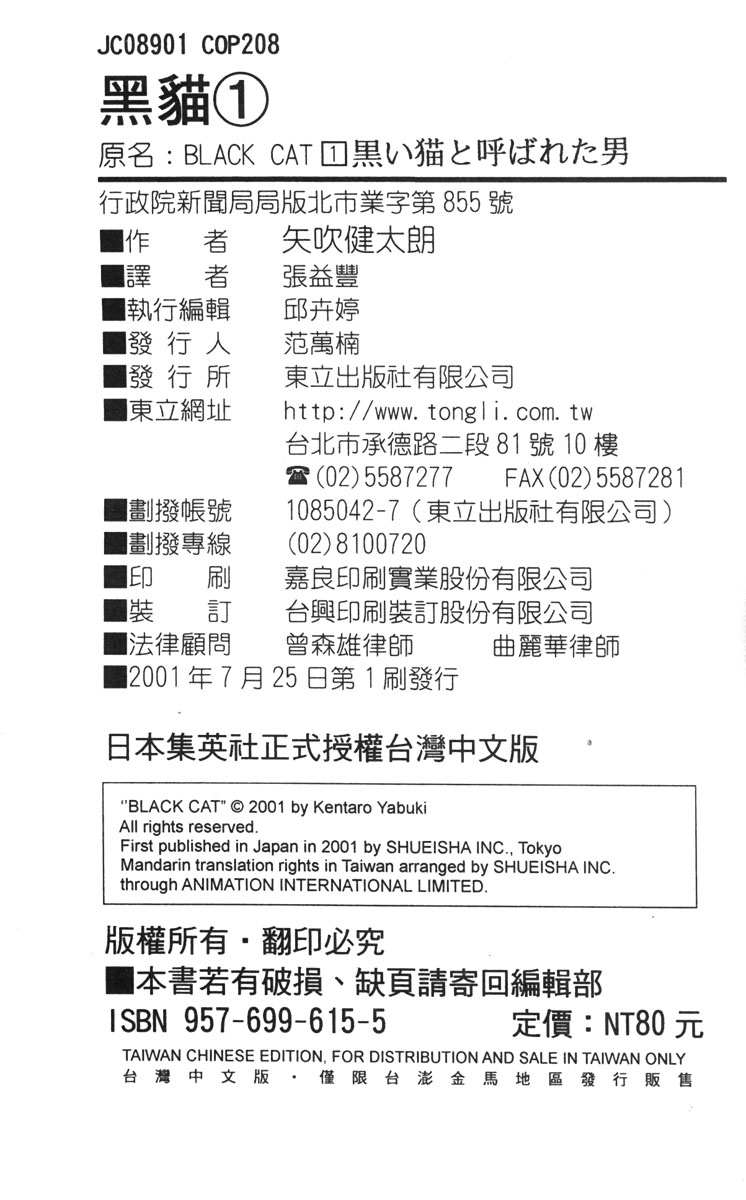 JC08901 COP208
黑貓①
原名：BLACK CAT 1 黒い猫と呼ばれた男
行政院新聞局局版北市業字第 855 號
■作　　者　　矢吹健太朗
■譯　　者　　張益豐
■執行編輯　　邱卉婷
■發 行 人　　范萬楠
■發 行 所　　東立出版社有限公司
■東立網址　　http://www.tongli.com.tw
台北市承德路二段 81 號 10 樓
☎(02)5587277　FAX(02)5587281
■劃撥帳號　　1085042-7（東立出版社有限公司）
■劃撥專線　　(02)8100720
■印　　刷　　嘉良印刷實業股份有限公司
■裝　　訂　　台興印刷裝訂股份有限公司
■法律顧問　　曾森雄律師　　曲麗華律師
■2001 年 7 月 25 日第 1 刷發行
日本集英社正式授權台灣中文版
"BLACK CAT" © 2001 by Kentaro Yabuki
All rights reserved.
First published in Japan in 2001 by SHUEISHA INC., Tokyo
Mandarin translation rights in Taiwan arranged by SHUEISHA INC.
through ANIMATION INTERNATIONAL LIMITED.
版權所有・翻印必究
■本書若有破損、缺頁請寄回編輯部
ISBN 957-699-615-5　定價：NT80 元
TAIWAN CHINESE EDITION, FOR DISTRIBUTION AND SALE IN TAIWAN ONLY
台灣中文版・僅限台澎金馬地區發行販售